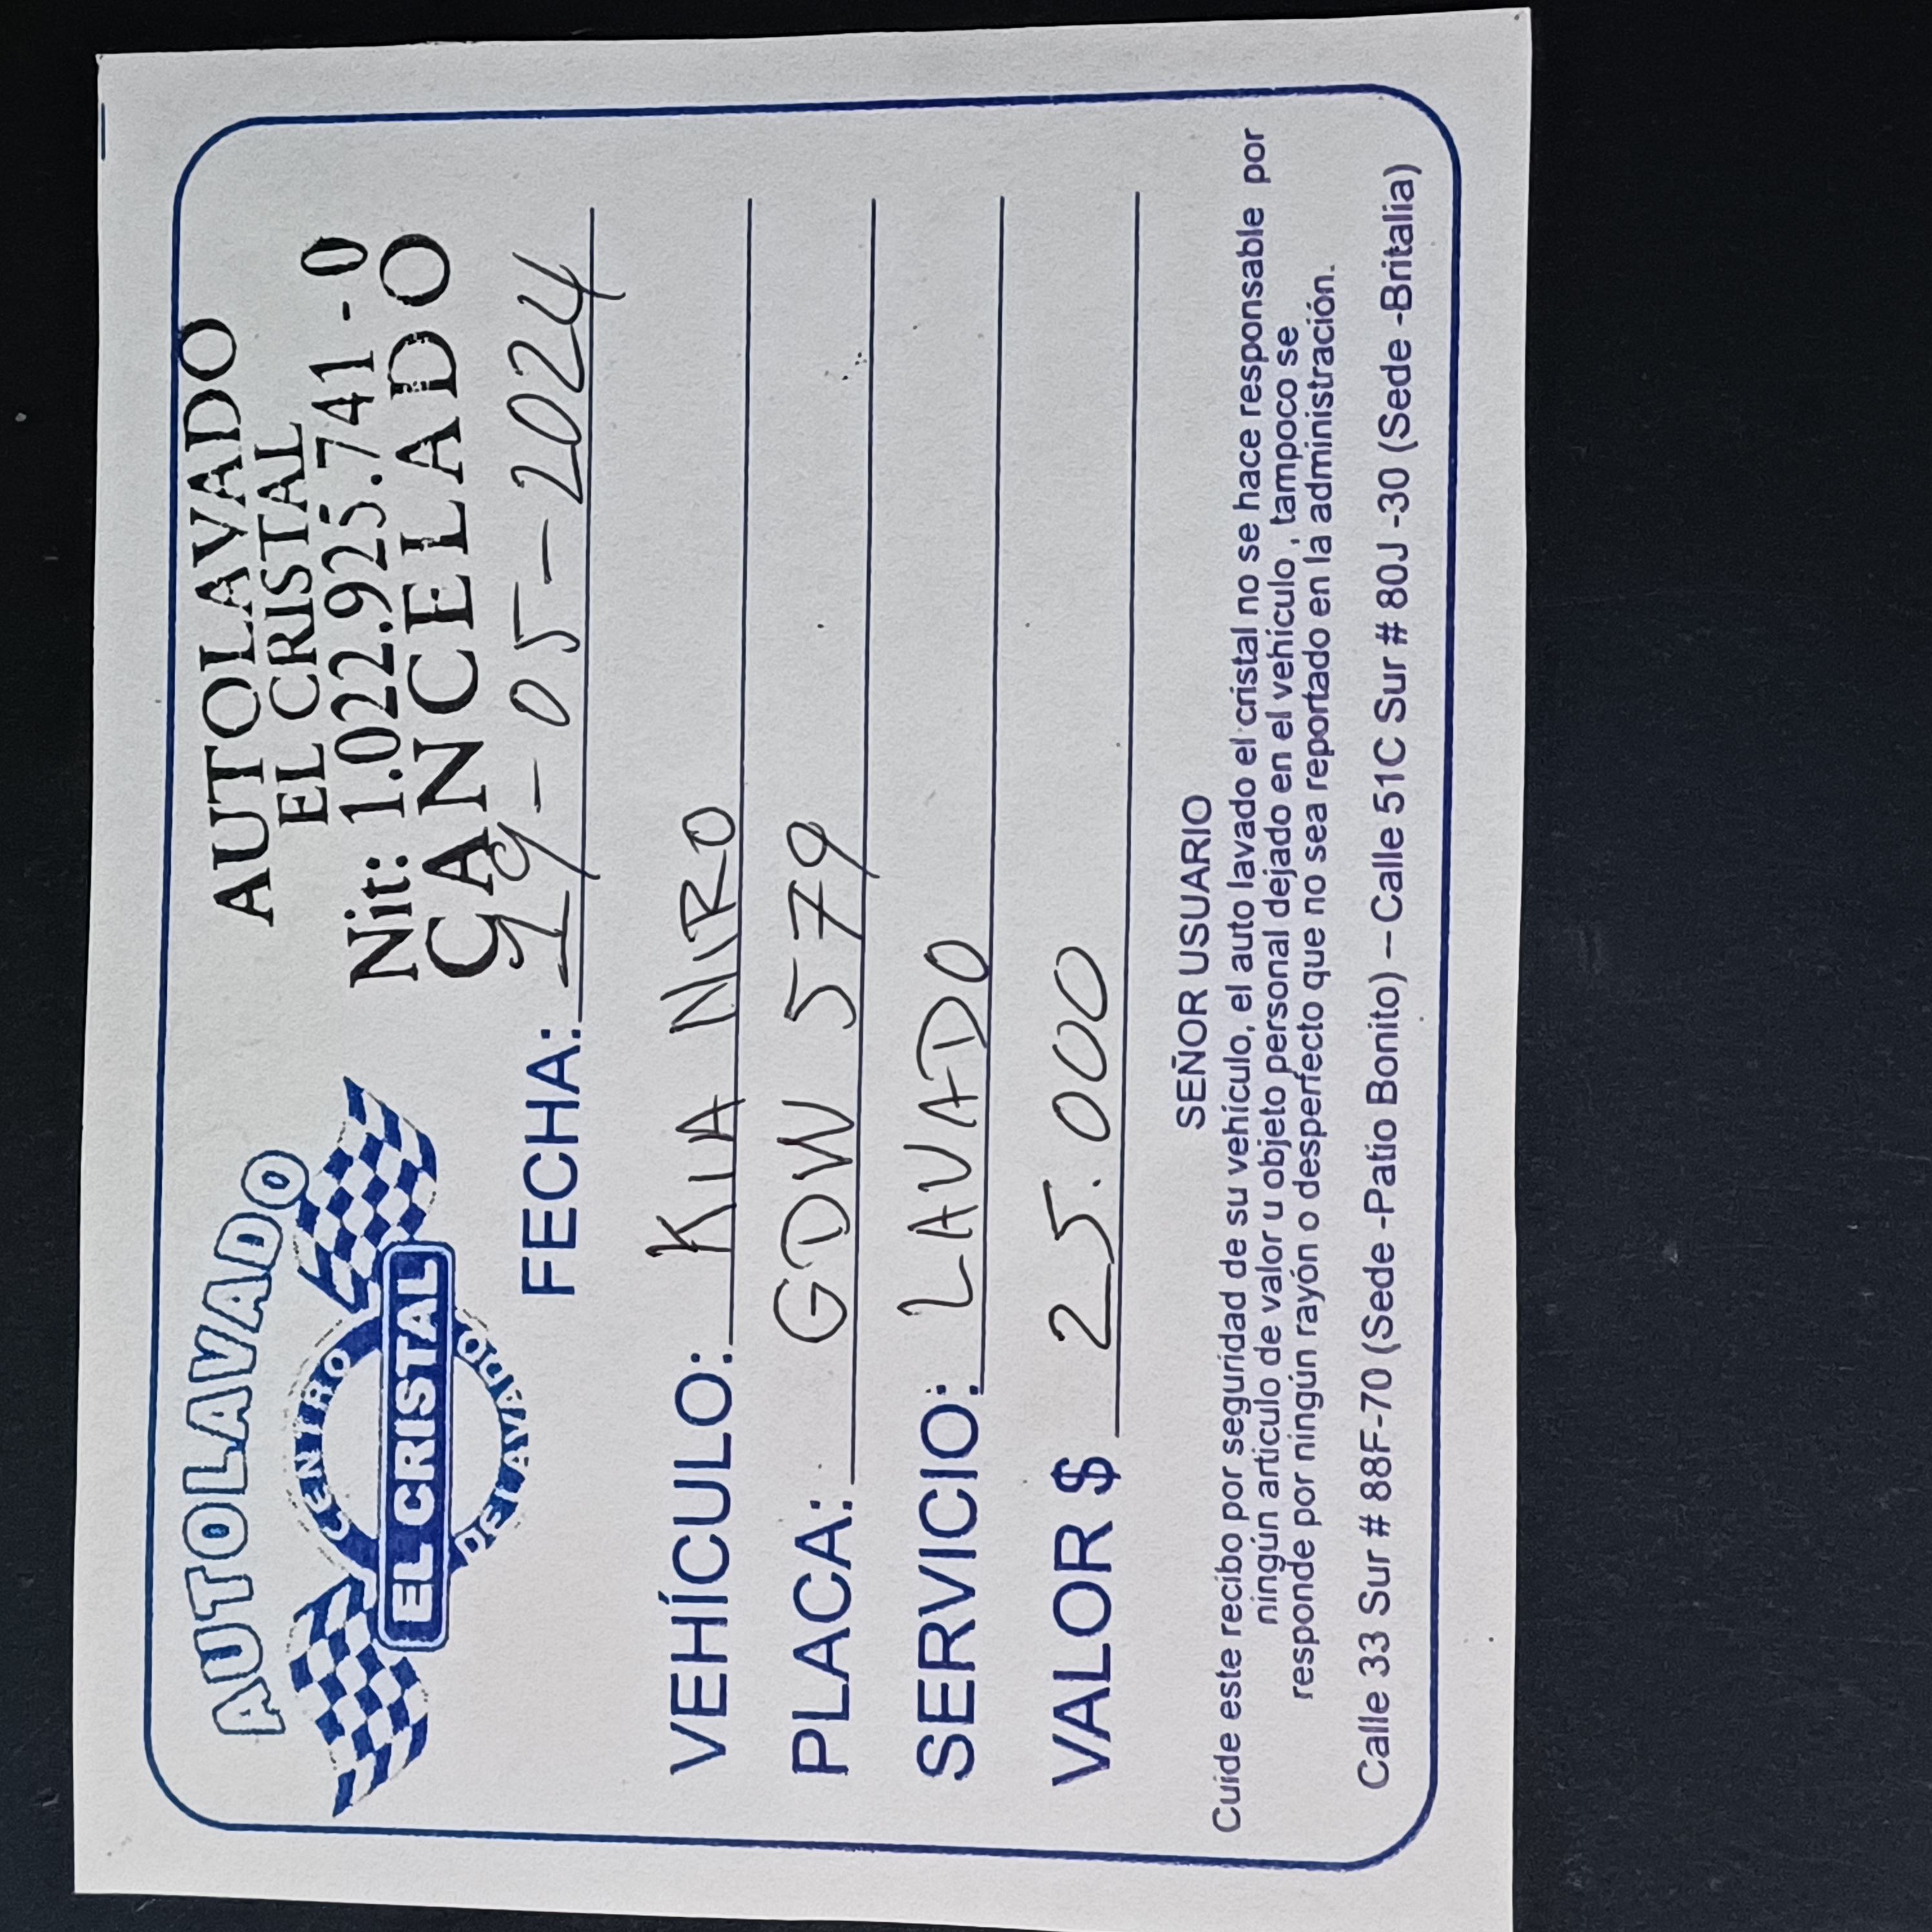 AUTOLAVADO
CENTRO
EL CRISTAL
DE LAVADO
AUTOLAVADO
EL CRISTAL
Nit: 1.022.925.741-0
CANCELADO
FECHA: 19-05-2024
VEHÍCULO: KIA NIRO
PLACA: GDW 579
SERVICIO: LAVADO
VALOR $ 25.000
SEÑOR USUARIO
Cuide este recibo por seguridad de su vehículo, el auto lavado el cristal no se hace responsable por
ningún articulo de valor u objeto personal dejado en el vehículo , tampoco se
responde por ningún rayón o desperfecto que no sea reportado en la administración.
Calle 33 Sur # 88F-70 (Sede -Patio Bonito) -- Calle 51C Sur # 80J -30 (Sede -Britalia)